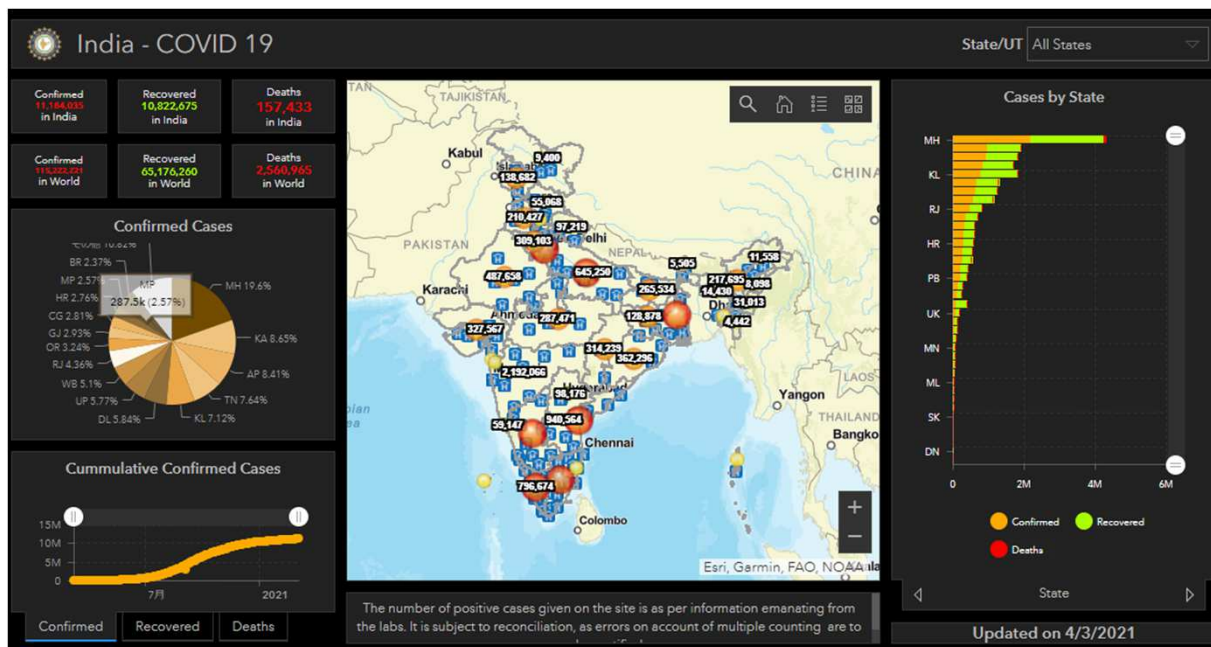 India - COVID 19
State/UT All States
Confirmed
11,184,035
in India
Recovered
10,822,675
in India
Deaths
157,433
in India
Confirmed
115,222,221
in World
Recovered
65,176,260
in World
Deaths
2,560,965
in World
Confirmed Cases
その他 10.82%
BR 2.37%
MP 2.57%
HR 2.76%
CG 2.81%
GJ 2.93%
OR 3.24%
RJ 4.36%
WB 5.1%
UP 5.77%
DL 5.84%
KL 7.12%
TN 7.64%
AP 8.41%
KA 8.65%
MH 19.6%
MP
287.5k (2.57%)
Cummulative Confirmed Cases
15M
10M
5M
0
7月
2021
Confirmed
Recovered
Deaths
TAJIKISTAN
Kabul
9,400
138,682
CHINA
55,068
210,427
97,219
PAKISTAN
309,103
NEPAL
5,505
11,558
487,658
645,250
217,695
8,098
Karachi
265,534
14,430
31,013
327,567
287,471
128,878
4,442
314,239
362,296
LAOS
2,192,066
98,176
Yangon
THAILAND
59,147
940,564
Bangko
Chennai
796,674
Colombo
Esri, Garmin, FAO, NOAA
The number of positive cases given on the site is as per information emanating from
the labs. It is subject to reconciliation, as errors on account of multiple counting are to
Cases by State
MH
KL
RJ
HR
PB
UK
MN
ML
SK
DN
0
2M
4M
6M
Confirmed
Recovered
Deaths
State
Updated on 4/3/2021